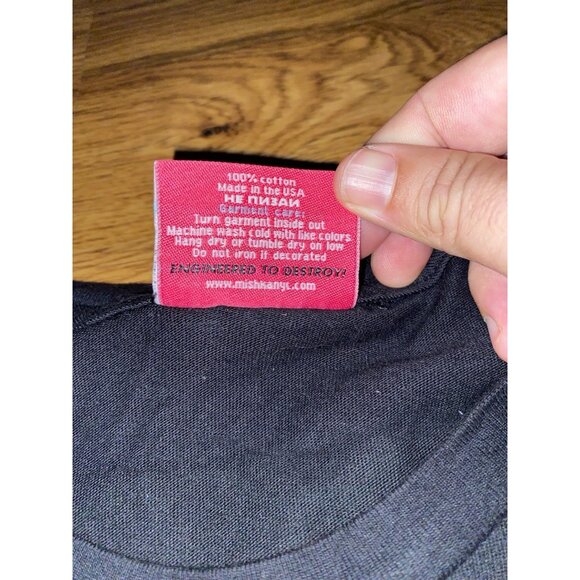 100% cotton
Made in the USA
НЕ ПИЗАИ
Garment care:
Turn garment inside out
Machine wash cold with like colors
Hang dry or tumble dry on low
Do not iron if decorated
ENGINEERED TO DESTROY!
www.mishkanyc.com